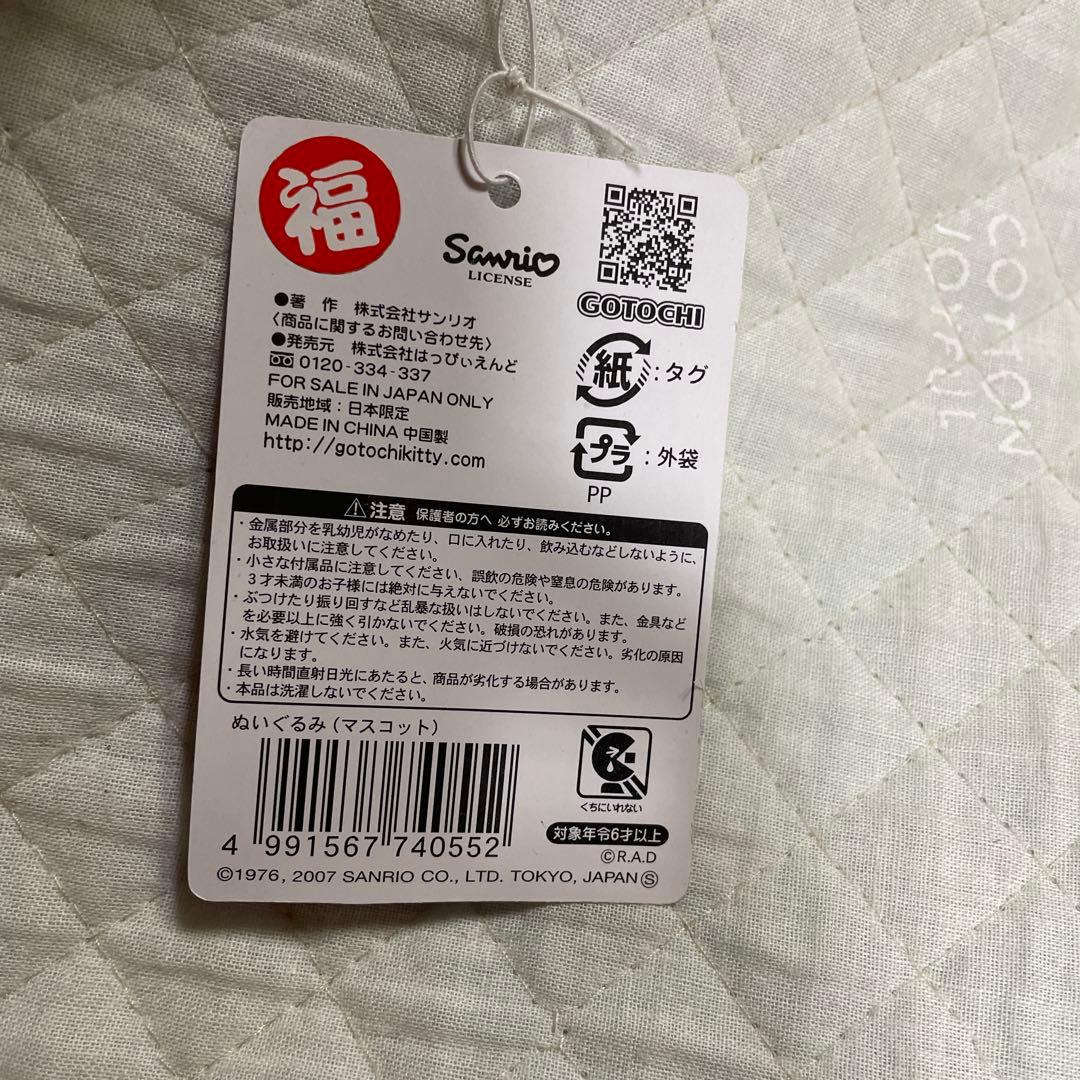 福
Sanrio
LICENSE
GOTOCHI
●著 作 株式会社サンリオ
〈商品に関するお問い合わせ先〉
●発売元 株式会社はっぴぃえんど
0120-334-337
FOR SALE IN JAPAN ONLY
販売地域：日本限定
MADE IN CHINA 中国製
http://gotochikitty.com
紙：タグ
プラ：外袋
PP
⚠注意 保護者の方へ 必ずお読みください。
・金属部分を乳幼児がなめたり、口に入れたり、飲み込むなどしないように、
お取扱いに注意してください。
・小さな付属品に注意してください、誤飲の危険や窒息の危険があります。
３才未満のお子様には絶対に与えないでください。
・ぶつけたり振り回すなど乱暴な扱いはしないでください。また、金具など
を必要以上に強く引かないでください。破損の恐れがあります。
・水気を避けてください。また、火気に近づけないでください。劣化の原因
になります。
・長い時間直射日光にあたると、商品が劣化する場合があります。
・本品は洗濯しないでください。
ぬいぐるみ（マスコット）
4 991567 740552
くちにいれない
対象年令6才以上
©R.A.D
©1976, 2007 SANRIO CO., LTD. TOKYO, JAPAN Ⓢ
COTTON